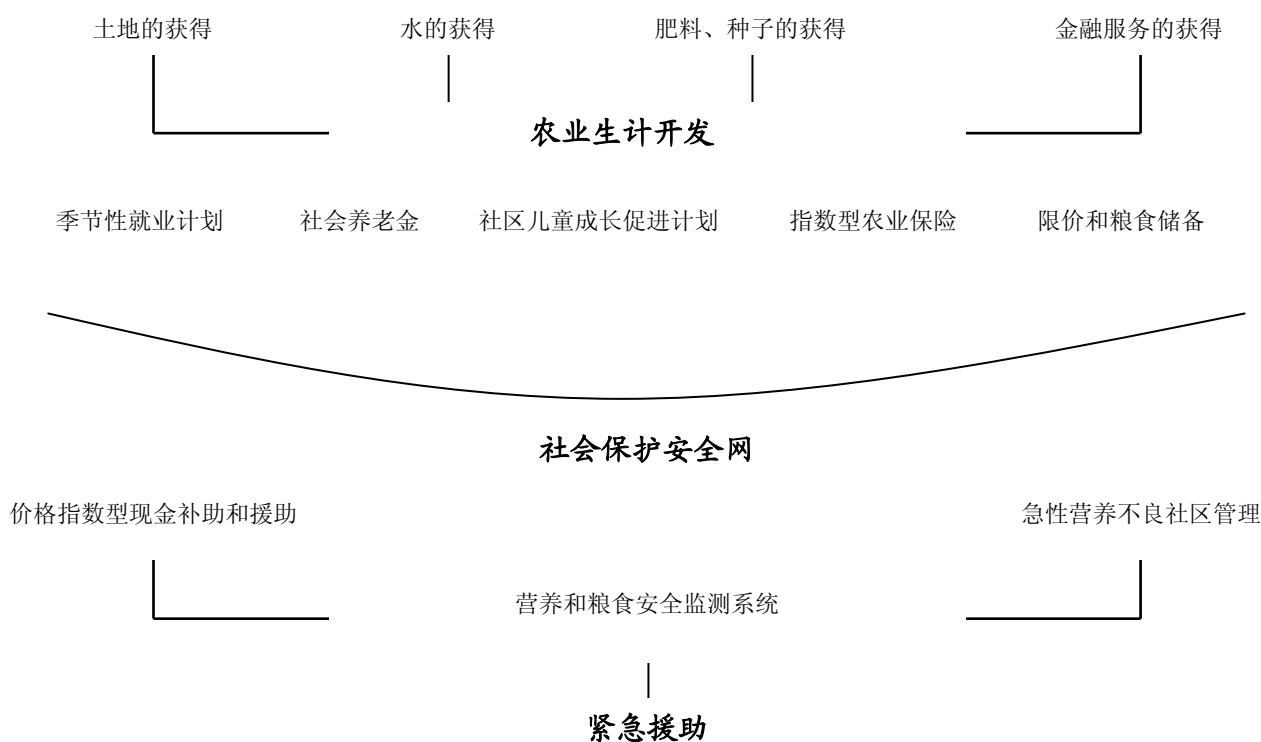 土地的获得 水的获得 肥料、种子的获得 金融服务的获得
农业生计开发
季节性就业计划 社会养老金 社区儿童成长促进计划 指数型农业保险 限价和粮食储备
社会保护安全网
价格指数型现金补助和援助 急性营养不良社区管理
营养和粮食安全监测系统
紧急援助